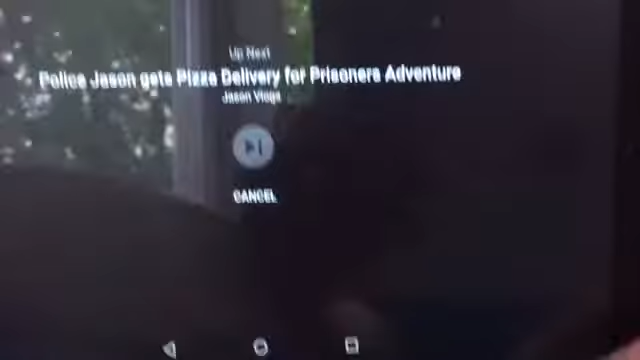 Up Next
Police Jason gets Pizza Delivery for Prisoners Adventure
Jason Vlogs
CANCEL